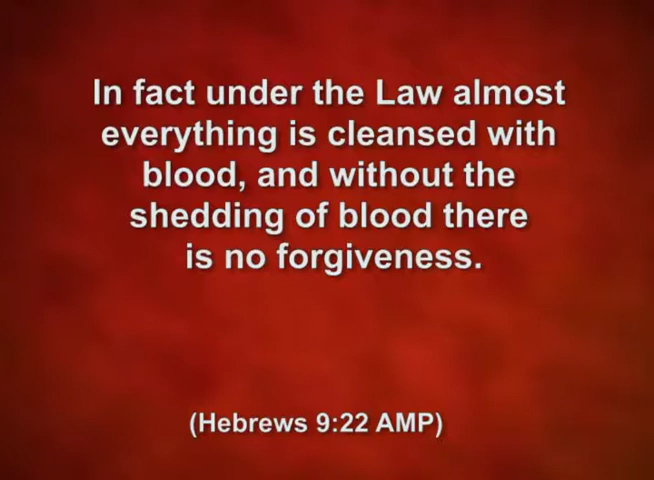 In fact under the Law almost
everything is cleansed with
blood, and without the
shedding of blood there
is no forgiveness.
(Hebrews 9:22 AMP)